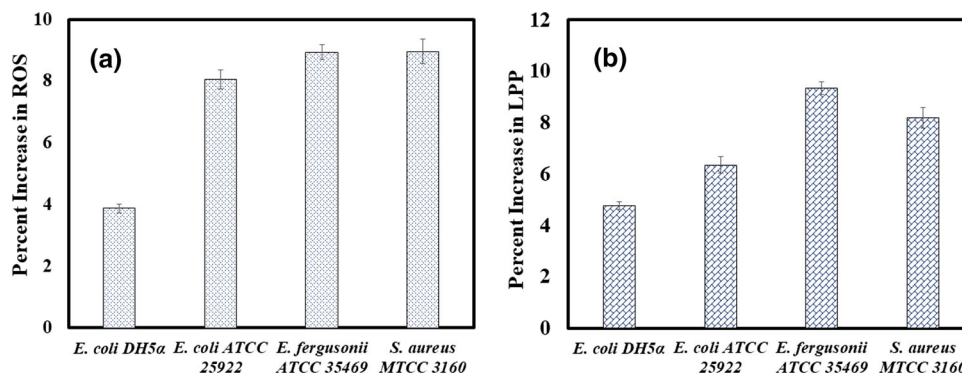 (a)
Percent Increase in ROS
10
8
6
4
2
0
E. coli DH5α
E. coli ATCC
25922
E. fergusonii
ATCC 35469
S. aureus
MTCC 3160
(b)
Percent Increase in LPP
12
10
8
6
4
2
0
E. coli DH5α
E. coli ATCC
25922
E. fergusonii
ATCC 35469
S. aureus
MTCC 3160